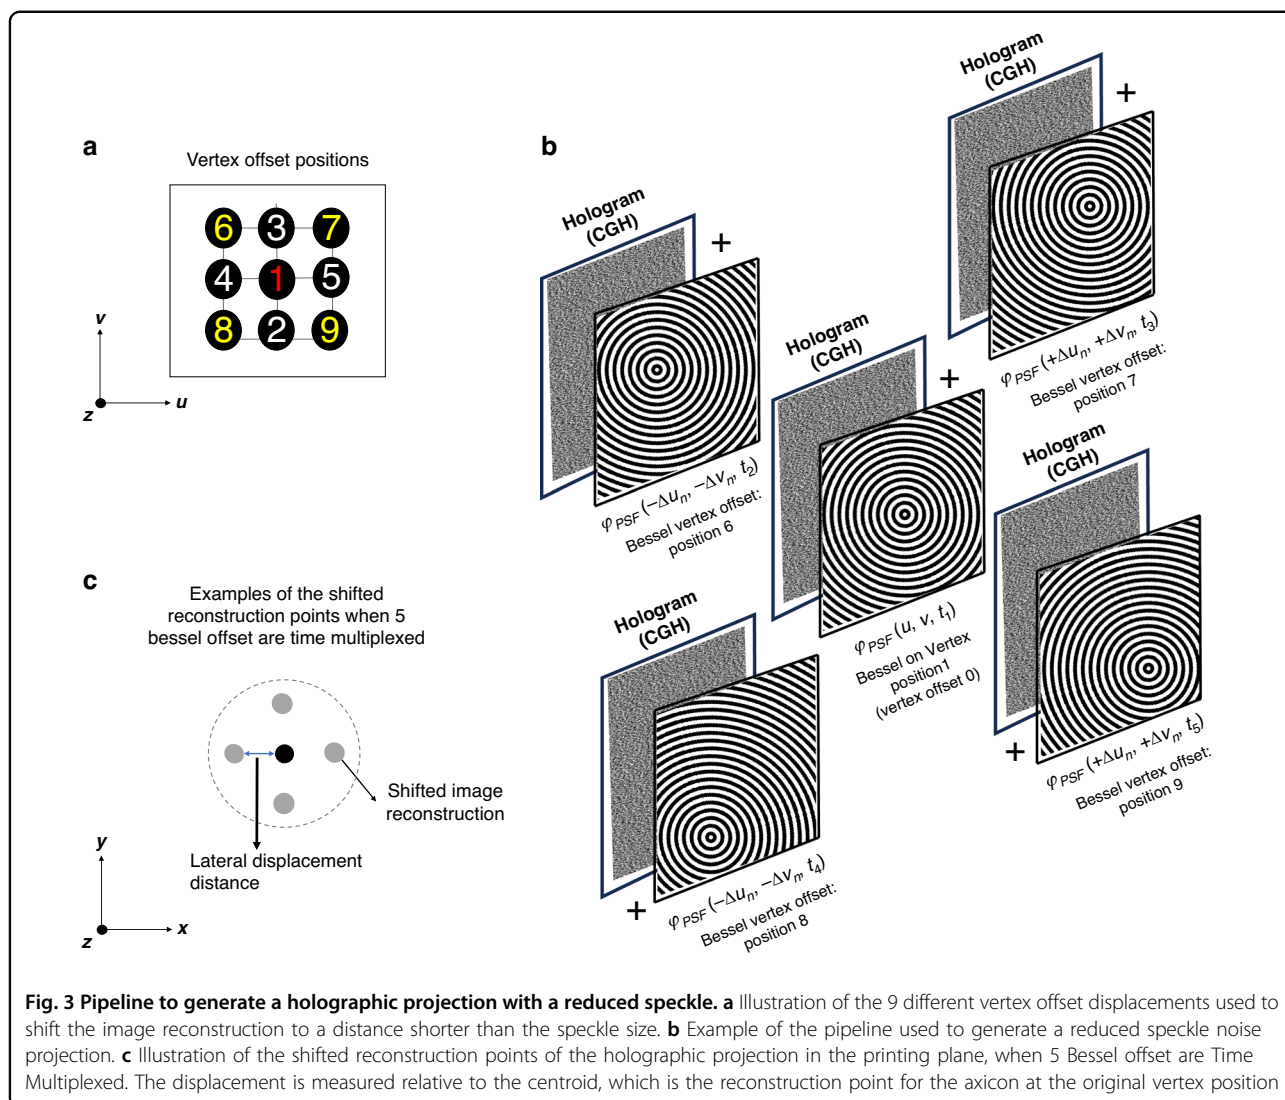 a
Vertex offset positions
6 3 7
4 1 5
8 2 9
v
z
u
b
Hologram
(CGH)
+
φPSF (–Δun, –Δvn, t2)
Bessel vertex offset:
position 6
Hologram
(CGH)
+
φPSF (+Δun, +Δvn, t3)
Bessel vertex offset:
position 7
Hologram
(CGH)
+
φPSF (u, v, t1)
Bessel on Vertex
position1
(vertex offset 0)
Hologram
(CGH)
+
φPSF (–Δun, –Δvn, t4)
Bessel vertex offset:
position 8
Hologram
(CGH)
+
φPSF (+Δun, +Δvn, t5)
Bessel vertex offset:
position 9
c
Examples of the shifted
reconstruction points when 5
bessel offset are time multiplexed
Shifted image
reconstruction
Lateral displacement
distance
y
z
x
Fig. 3 Pipeline to generate a holographic projection with a reduced speckle. a Illustration of the 9 different vertex offset displacements used to
shift the image reconstruction to a distance shorter than the speckle size. b Example of the pipeline used to generate a reduced speckle noise
projection. c Illustration of the shifted reconstruction points of the holographic projection in the printing plane, when 5 Bessel offset are Time
Multiplexed. The displacement is measured relative to the centroid, which is the reconstruction point for the axicon at the original vertex position